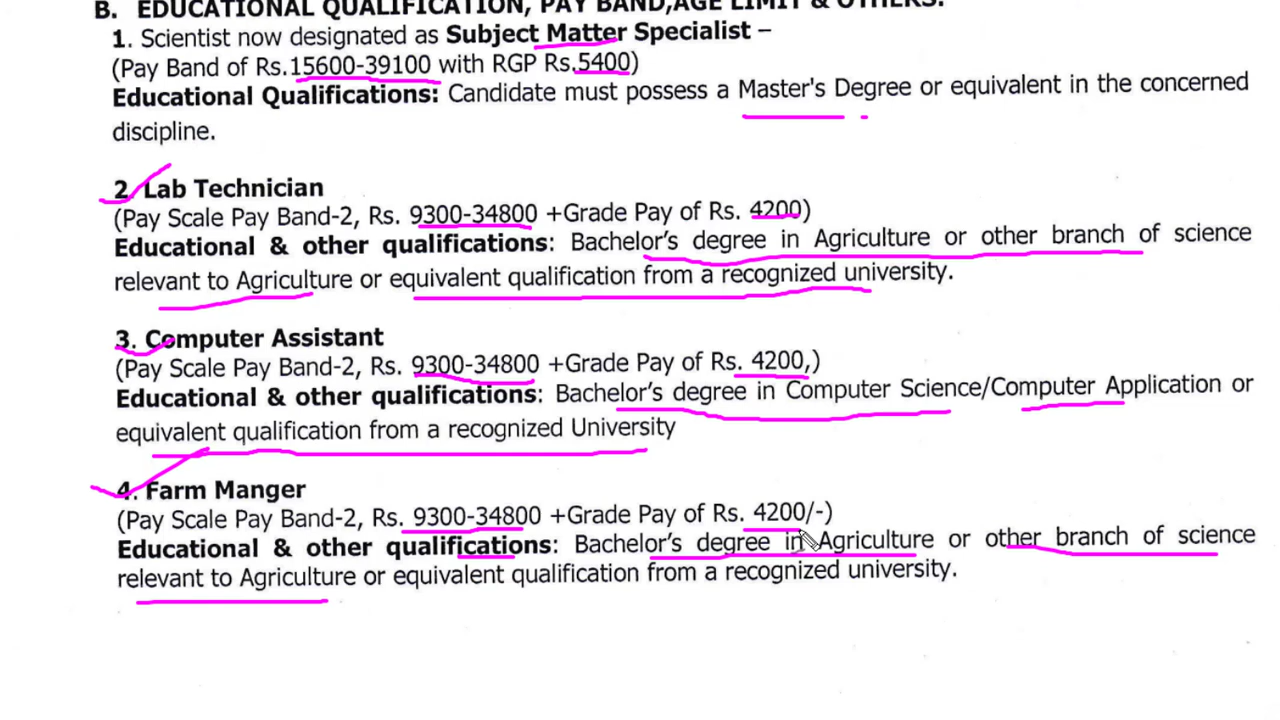 B. EDUCATIONAL QUALIFICATION, PAY BAND,AGE LIMIT & OTHERS:
1. Scientist now designated as Subject Matter Specialist –
(Pay Band of Rs.15600-39100 with RGP Rs.5400)
Educational Qualifications: Candidate must possess a Master's Degree or equivalent in the concerned
discipline.
2. Lab Technician
(Pay Scale Pay Band-2, Rs. 9300-34800 +Grade Pay of Rs. 4200)
Educational & other qualifications: Bachelor's degree in Agriculture or other branch of science
relevant to Agriculture or equivalent qualification from a recognized university.
3. Computer Assistant
(Pay Scale Pay Band-2, Rs. 9300-34800 +Grade Pay of Rs. 4200,)
Educational & other qualifications: Bachelor's degree in Computer Science/Computer Application or
equivalent qualification from a recognized University
4. Farm Manger
(Pay Scale Pay Band-2, Rs. 9300-34800 +Grade Pay of Rs. 4200/-)
Educational & other qualifications: Bachelor's degree in Agriculture or other branch of science
relevant to Agriculture or equivalent qualification from a recognized university.